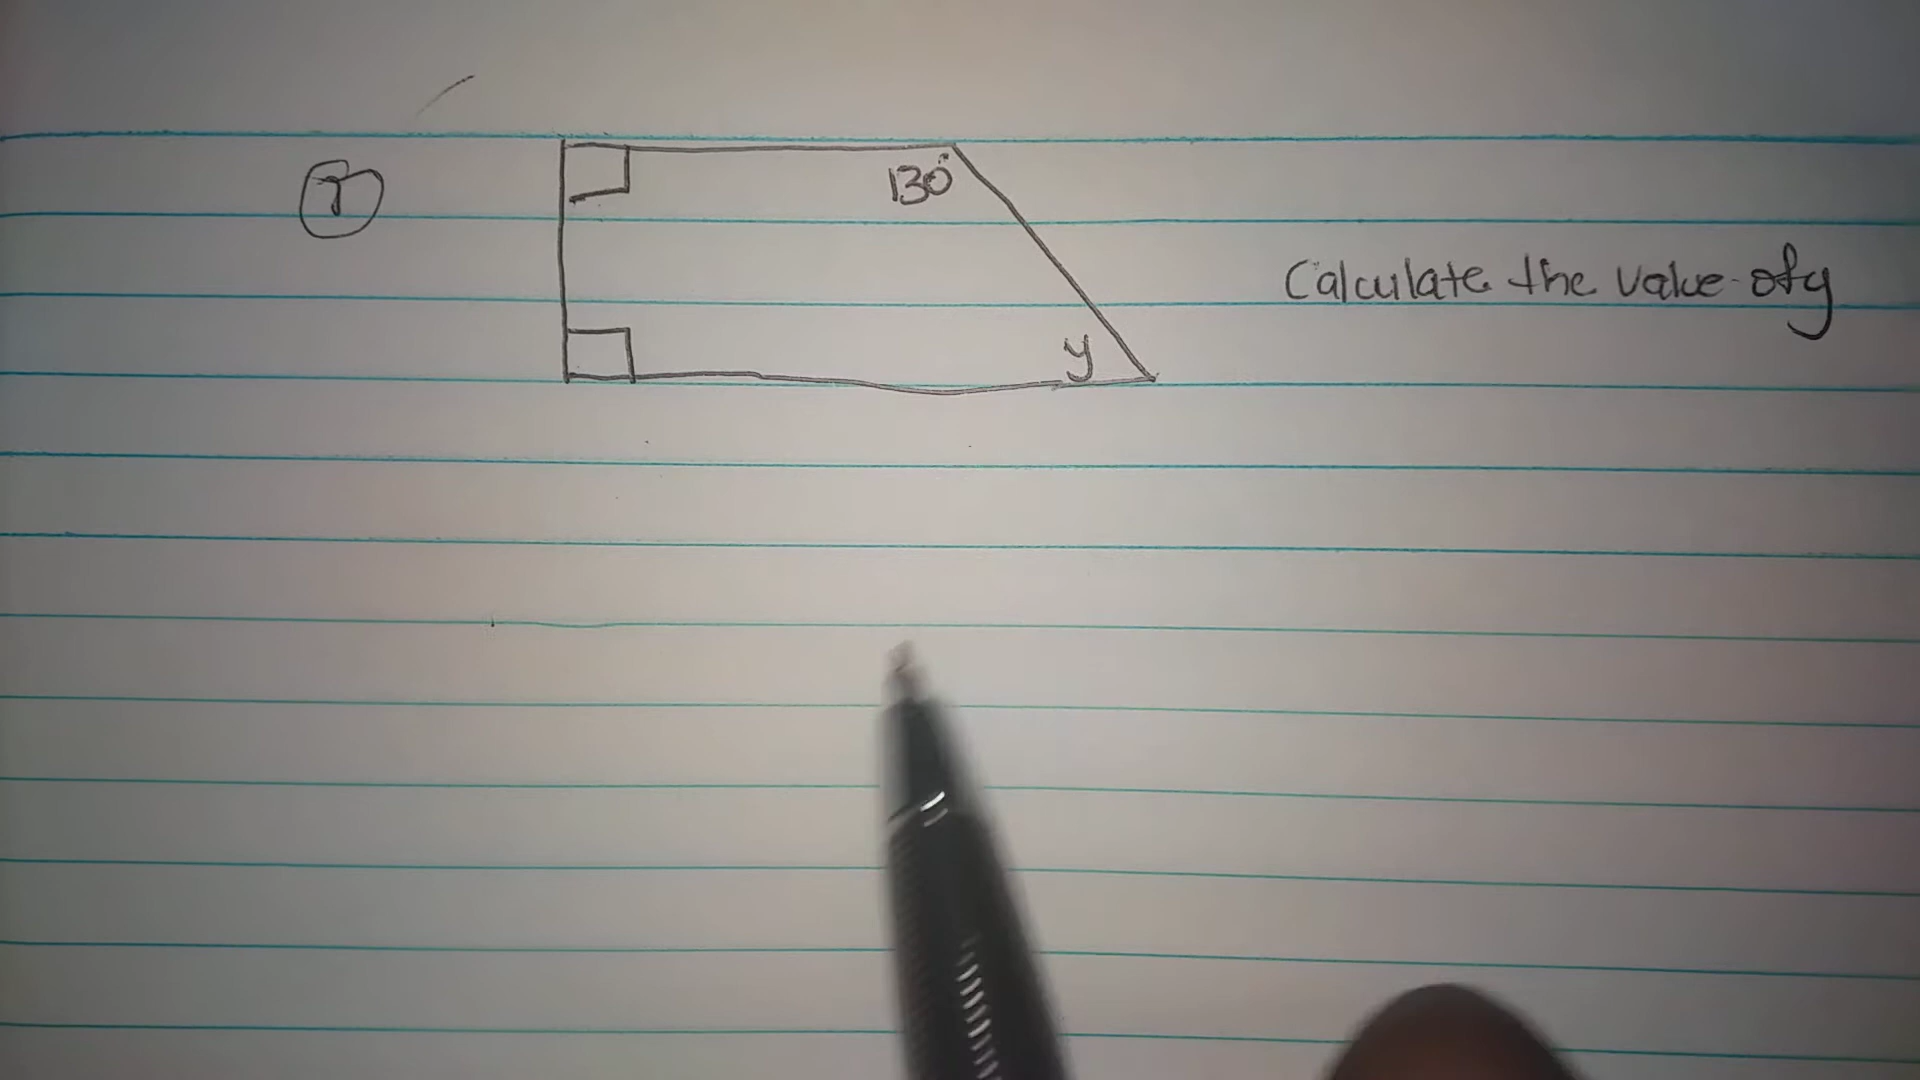 130°
Calculate the value of y
y